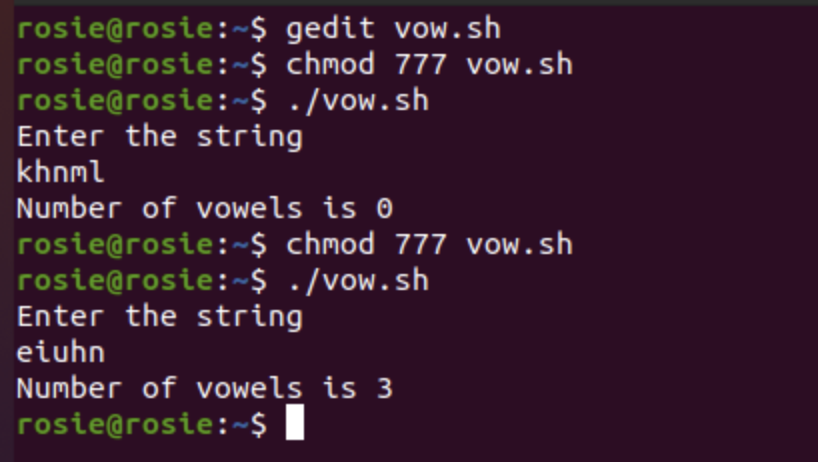 rosie@rosie:~$ gedit vow.sh
rosie@rosie:~$ chmod 777 vow.sh
rosie@rosie:~$ ./vow.sh
Enter the string
khnml
Number of vowels is 0
rosie@rosie:~$ chmod 777 vow.sh
rosie@rosie:~$ ./vow.sh
Enter the string
eiuhn
Number of vowels is 3
rosie@rosie:~$